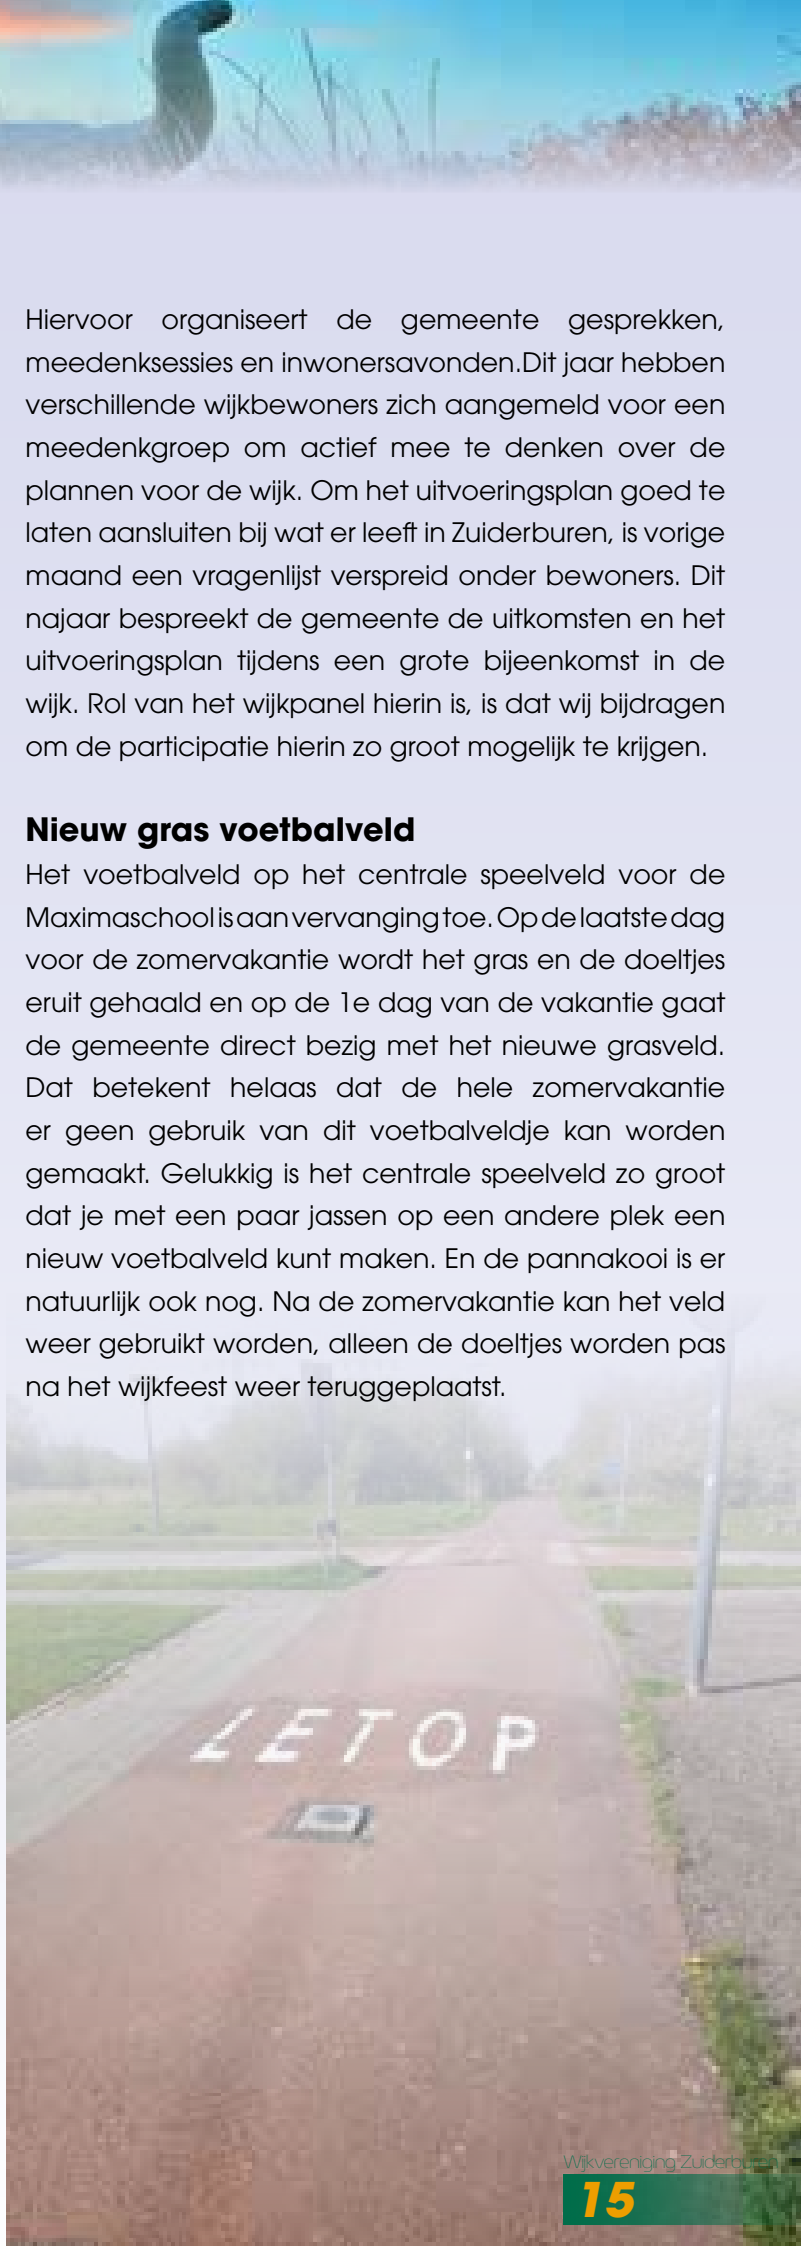 Hiervoor organiseert de gemeente gesprekken,
meedenksessies en inwonersavonden.Dit jaar hebben
verschillende wijkbewoners zich aangemeld voor een
meedenkgroep om actief mee te denken over de
plannen voor de wijk. Om het uitvoeringsplan goed te
laten aansluiten bij wat er leeft in Zuiderburen, is vorige
maand een vragenlijst verspreid onder bewoners. Dit
najaar bespreekt de gemeente de uitkomsten en het
uitvoeringsplan tijdens een grote bijeenkomst in de
wijk. Rol van het wijkpanel hierin is, is dat wij bijdragen
om de participatie hierin zo groot mogelijk te krijgen.
Nieuw gras voetbalveld
Het voetbalveld op het centrale speelveld voor de
Maximaschool is aan vervanging toe. Op de laatste dag
voor de zomervakantie wordt het gras en de doeltjes
eruit gehaald en op de 1e dag van de vakantie gaat
de gemeente direct bezig met het nieuwe grasveld.
Dat betekent helaas dat de hele zomervakantie
er geen gebruik van dit voetbalveldje kan worden
gemaakt. Gelukkig is het centrale speelveld zo groot
dat je met een paar jassen op een andere plek een
nieuw voetbalveld kunt maken. En de pannakooi is er
natuurlijk ook nog. Na de zomervakantie kan het veld
weer gebruikt worden, alleen de doeltjes worden pas
na het wijkfeest weer teruggeplaatst.
LETOP
Wijkvereniging Zuiderburen
15